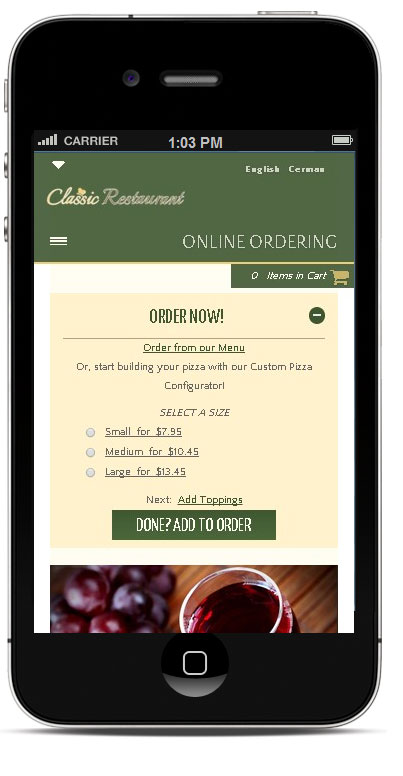 CARRIER 1:03 PM
English German
Classic Restaurant
ONLINE ORDERING
0 Items in Cart
ORDER NOW!
Order from our Menu
Or, start building your pizza with our Custom Pizza
Configurator!
SELECT A SIZE
Small for $7.95
Medium for $10.45
Large for $13.45
Next: Add Toppings
DONE? ADD TO ORDER